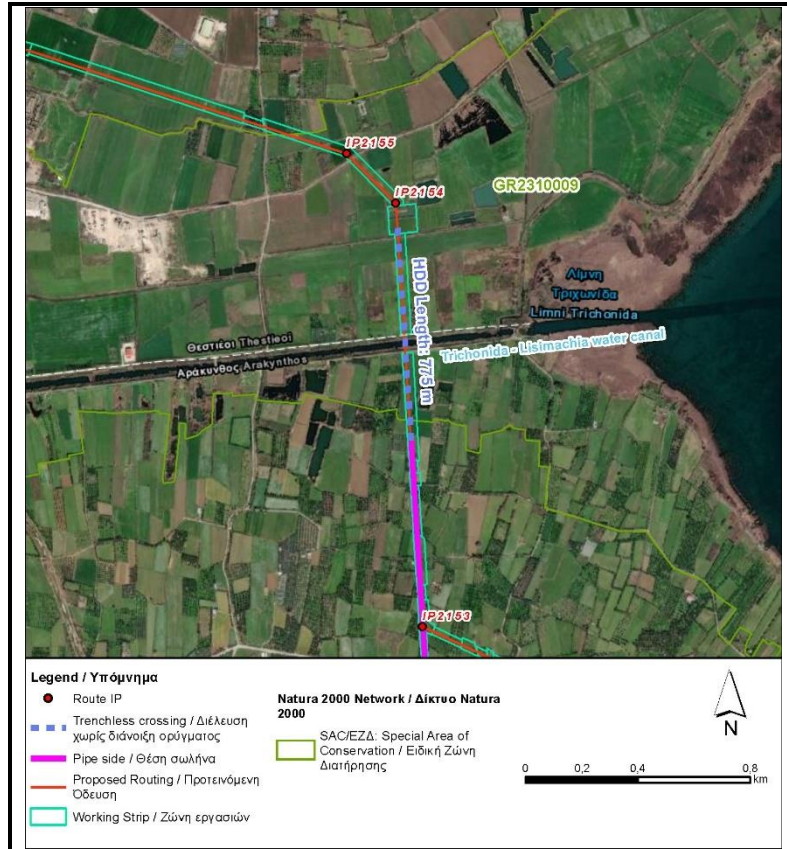 IP2155
IP2154
GR2310009
HDD Length: 775 m
Λίμνη
Τριχωνίδα
Limni Trichonida
Θεστιέοι Thestieoi
Trichonida - Lisimachia water canal
Αράκυνθος Arakynthos
IP2153
Legend / Υπόμνημα
Route IP
Trenchless crossing / Διέλευση
χωρίς διάνοιξη ορύγματος
Pipe side / Θέση σωλήνα
Proposed Routing / Προτεινόμενη
Όδευση
Working Strip / Ζώνη εργασιών
Natura 2000 Network / Δίκτυο Natura
2000
SAC/ΕΖΔ: Special Area of
Conservation / Ειδική Ζώνη
Διατήρησης
N
0 0,2 0,4 0,8
km